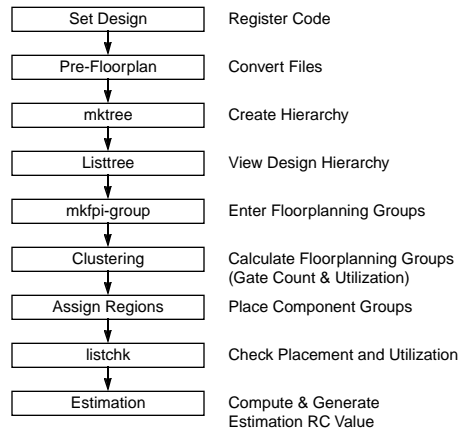 Set Design Register Code
Pre-Floorplan Convert Files
mktree Create Hierarchy
Listtree View Design Hierarchy
mkfpi-group Enter Floorplanning Groups
Clustering Calculate Floorplanning Groups
(Gate Count & Utilization)
Assign Regions Place Component Groups
listchk Check Placement and Utilization
Estimation Compute & Generate
Estimation RC Value